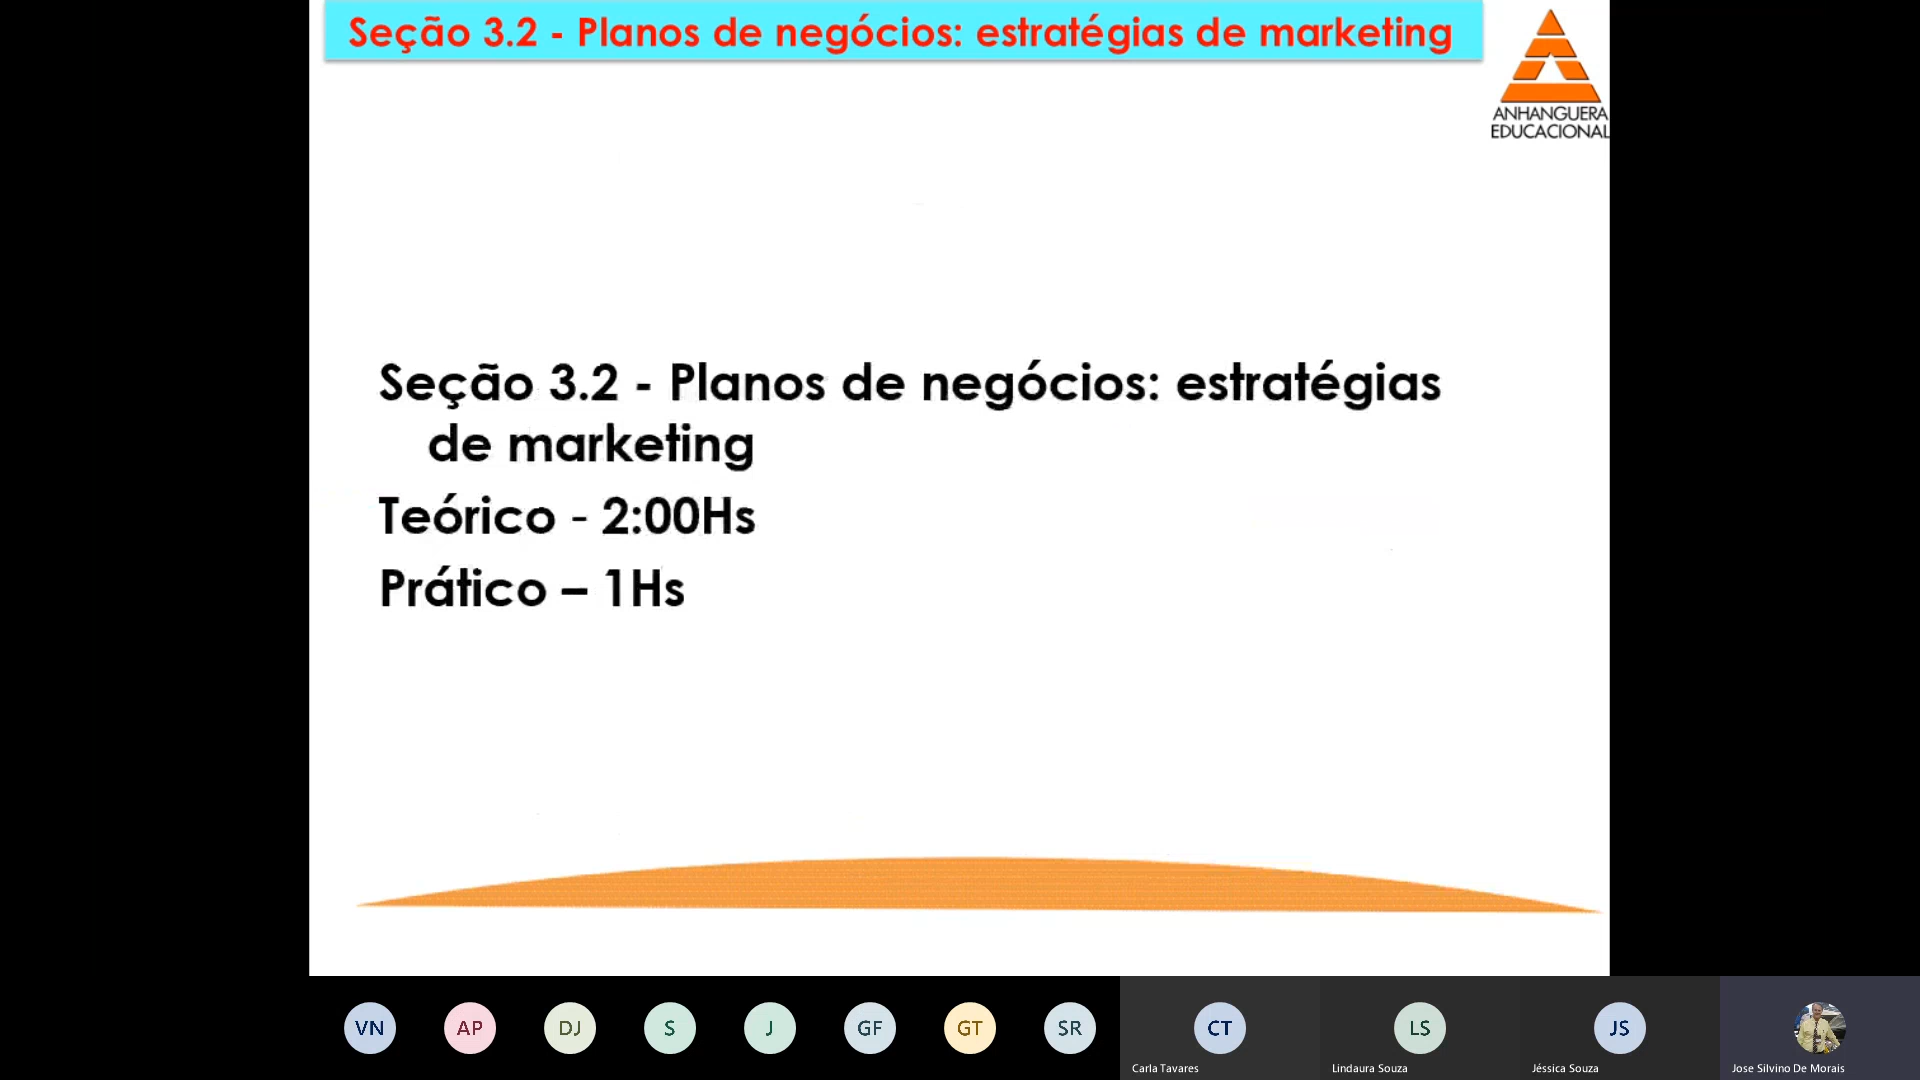 Seção 3.2 - Planos de negócios: estratégias de marketing
ANHANGUERA
EDUCACIONAL
Seção 3.2 - Planos de negócios: estratégias
de marketing
Teórico - 2:00Hs
Prático – 1Hs
VN
AP
DJ
S
J
GF
GT
SR
CT
LS
JS
Carla Tavares
Lindaura Souza
Jéssica Souza
Jose Silvino De Morais